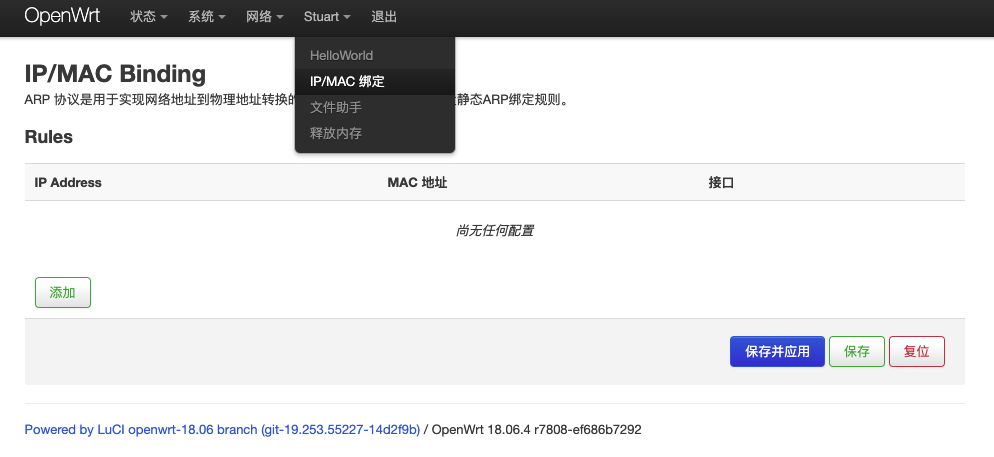 OpenWrt 状态 系统 网络 Stuart 退出
HelloWorld
IP/MAC 绑定
文件助手
释放内存
IP/MAC Binding
ARP 协议是用于实现网络地址到物理地址转换的 静态ARP绑定规则。
Rules
IP Address MAC 地址 接口
尚无任何配置
添加
保存并应用 保存 复位
Powered by LuCI openwrt-18.06 branch (git-19.253.55227-14d2f9b) / OpenWrt 18.06.4 r7808-ef686b7292